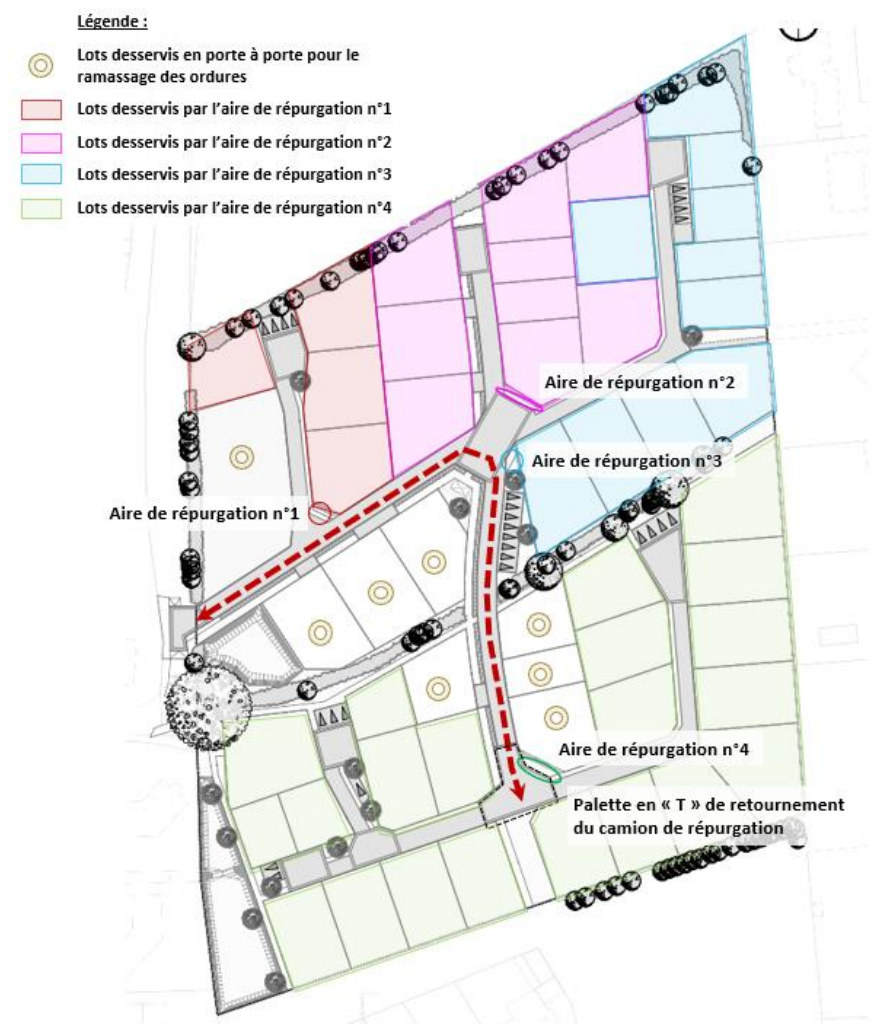 Légende :
Lots desservis en porte à porte pour le
ramassage des ordures
Lots desservis par l'aire de répurgation n°1
Lots desservis par l'aire de répurgation n°2
Lots desservis par l'aire de répurgation n°3
Lots desservis par l'aire de répurgation n°4
Aire de répurgation n°2
Aire de répurgation n°3
Aire de répurgation n°1
Aire de répurgation n°4
Palette en « T » de retournement
du camion de répurgation